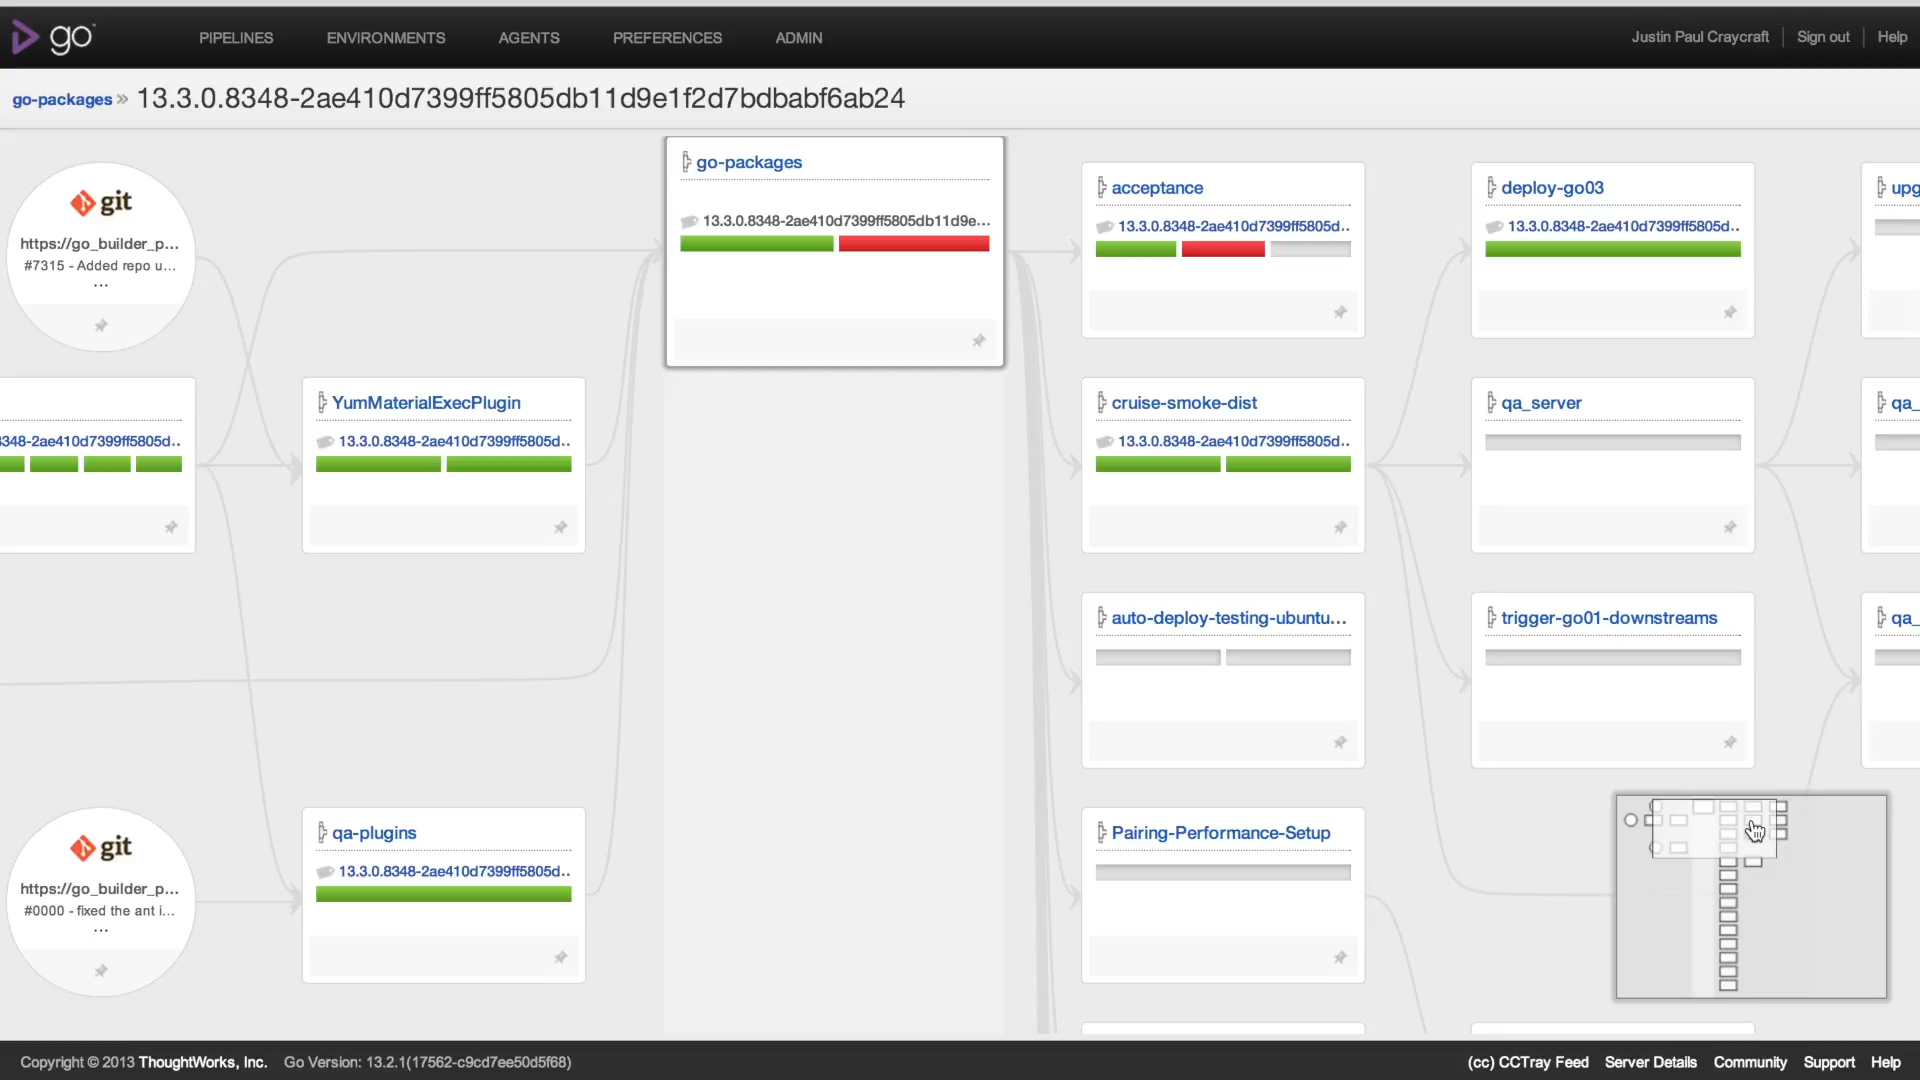 go
PIPELINES
ENVIRONMENTS
AGENTS
PREFERENCES
ADMIN
Justin Paul Craycraft
Sign out
Help
go-packages » 13.3.0.8348-2ae410d7399ff5805db11d9e1f2d7bdbabf6ab24
git
https://go_builder_p...
#7315 - Added repo u...
...
348-2ae410d7399ff5805d..
YumMaterialExecPlugin
13.3.0.8348-2ae410d7399ff5805d..
git
https://go_builder_p...
#0000 - fixed the ant i...
...
qa-plugins
13.3.0.8348-2ae410d7399ff5805d..
go-packages
13.3.0.8348-2ae410d7399ff5805db11d9e...
acceptance
13.3.0.8348-2ae410d7399ff5805d..
cruise-smoke-dist
13.3.0.8348-2ae410d7399ff5805d..
auto-deploy-testing-ubuntu...
Pairing-Performance-Setup
deploy-go03
13.3.0.8348-2ae410d7399ff5805d..
qa_server
trigger-go01-downstreams
upg
qa_
qa_
Copyright © 2013 ThoughtWorks, Inc.
Go Version: 13.2.1(17562-c9cd7ee50d5f68)
(cc) CCTray Feed
Server Details
Community
Support
Help